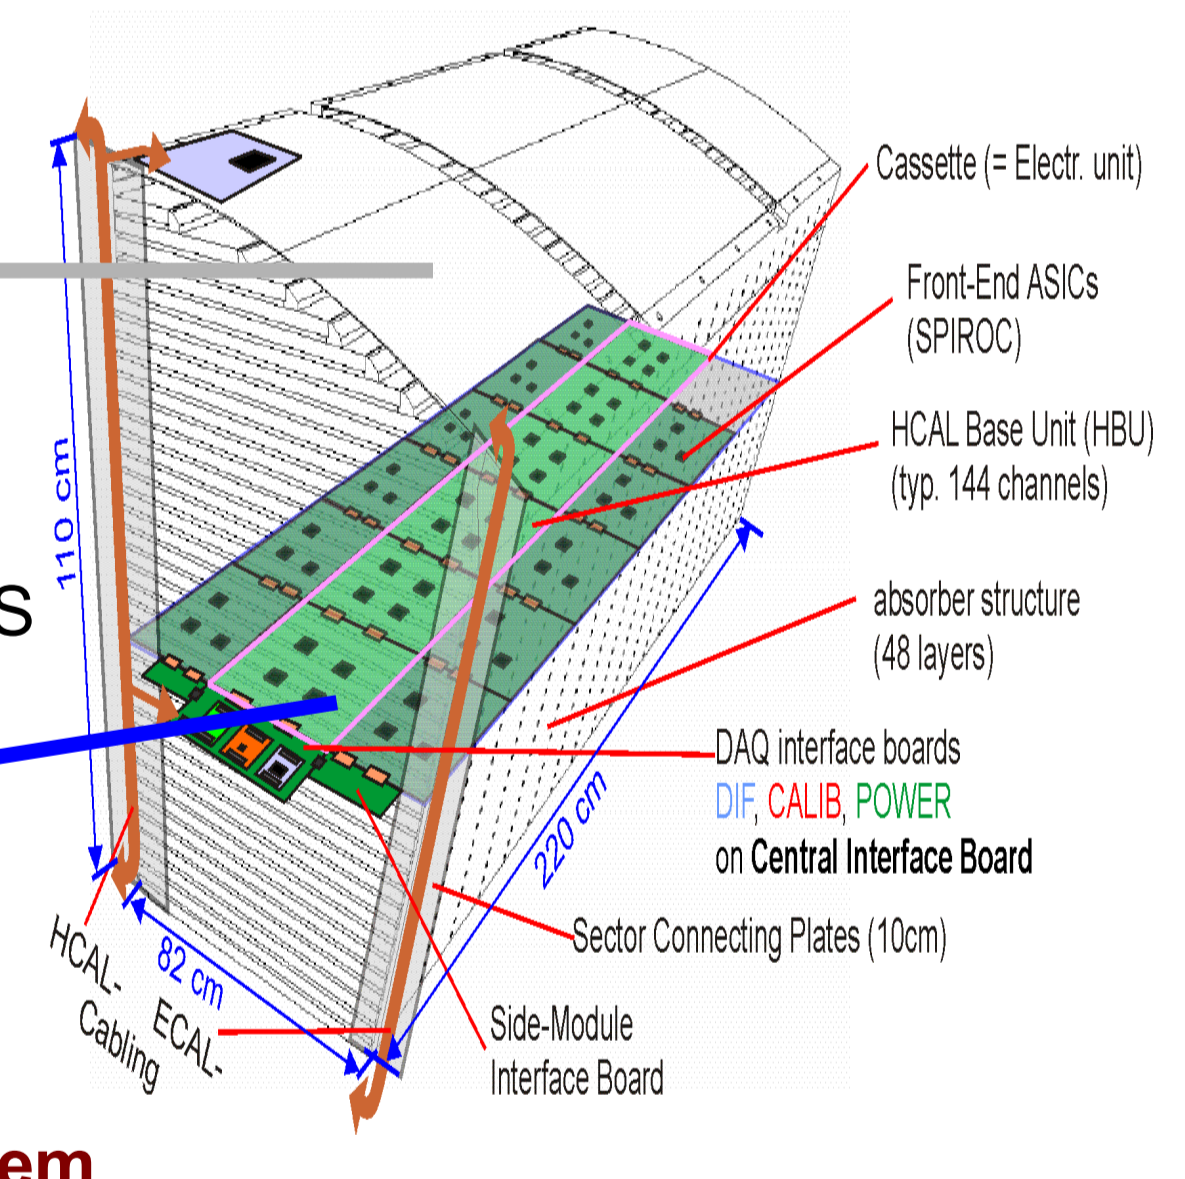 Cassette (= Electr. unit)
Front-End ASICs
(SPIROC)
HCAL Base Unit (HBU)
(typ. 144 channels)
110 cm
S
absorber structure
(48 layers)
DAQ interface boards
DIF, CALIB, POWER
on Central Interface Board
220 cm
Sector Connecting Plates (10cm)
HCAL-
Cabling
82 cm
ECAL-
Side-Module
Interface Board
em